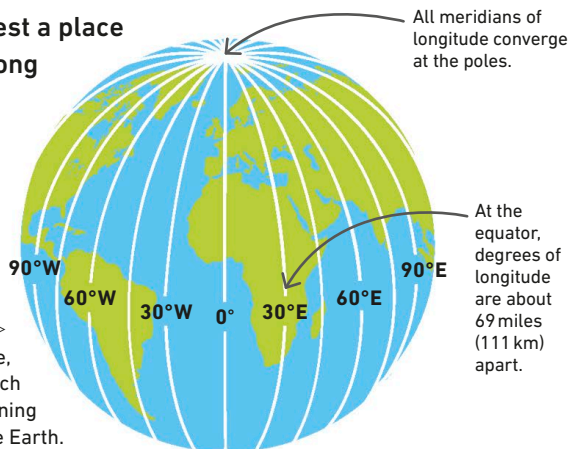 est a place
ong
All meridians of
longitude converge
at the poles.
At the
equator,
degrees of
longitude
are about
69 miles
(111 km)
apart.
90°W
60°W
30°W
0°
30°E
60°E
90°E
>
e,
ch
ning
e Earth.